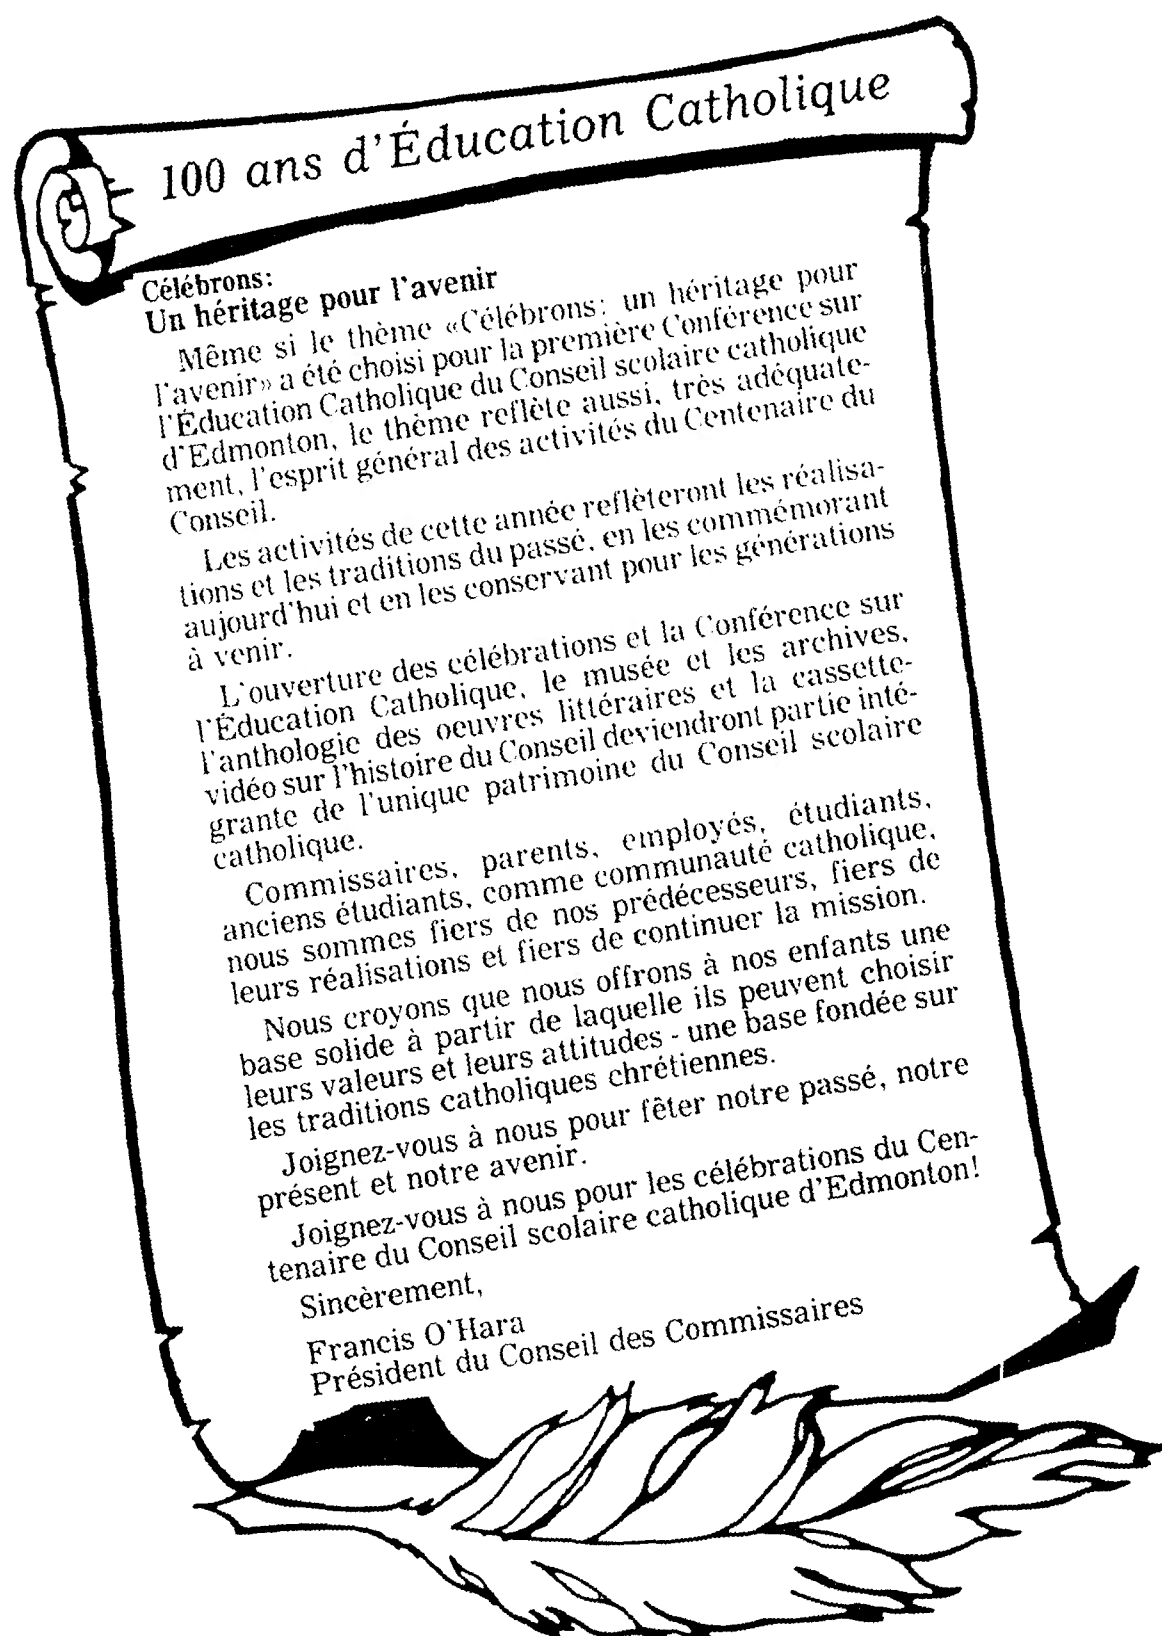 100 ans d'Éducation Catholique
Célébrons:
Un héritage pour l'avenir
Même si le thème «Célébrons: un héritage pour
l'avenir» a été choisi pour la première Conférence sur
l'Éducation Catholique du Conseil scolaire catholique
d'Edmonton, le thème reflète aussi, très adéquate-
ment, l'esprit général des activités du Centenaire du
Conseil.
Les activités de cette année reflèteront les réalisa-
tions et les traditions du passé, en les commémorant
aujourd'hui et en les conservant pour les générations
à venir.
L'ouverture des célébrations et la Conférence sur
l'Éducation Catholique, le musée et les archives,
l'anthologie des oeuvres littéraires et la cassette-
vidéo sur l'histoire du Conseil deviendront partie inté-
grante de l'unique patrimoine du Conseil scolaire
catholique.
Commissaires, parents, employés, étudiants,
anciens étudiants, comme communauté catholique,
nous sommes fiers de nos prédécesseurs, fiers de
leurs réalisations et fiers de continuer la mission.
Nous croyons que nous offrons à nos enfants une
base solide à partir de laquelle ils peuvent choisir
leurs valeurs et leurs attitudes - une base fondée sur
les traditions catholiques chrétiennes.
Joignez-vous à nous pour fêter notre passé, notre
présent et notre avenir.
Joignez-vous à nous pour les célébrations du Cen-
tenaire du Conseil scolaire catholique d'Edmonton!
Sincèrement,
Francis O'Hara
Président du Conseil des Commissaires